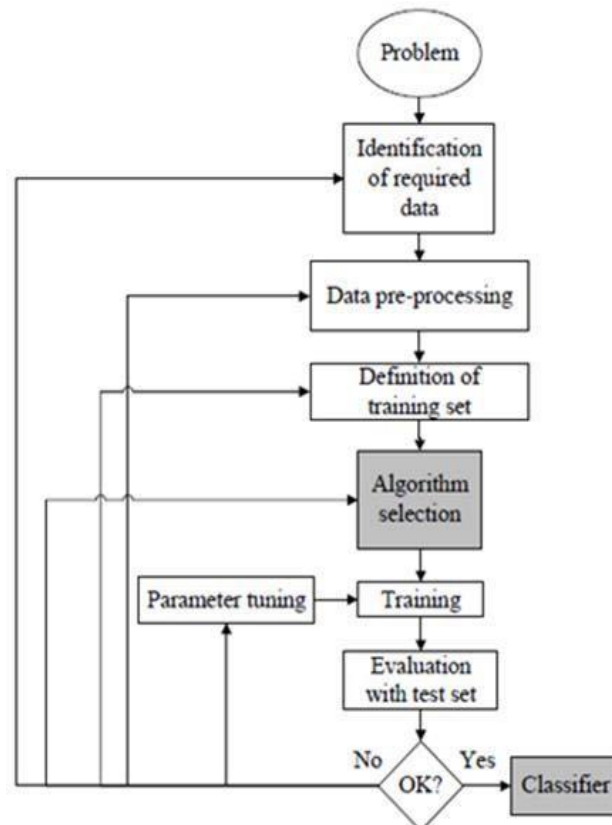 Problem
Identification
of required
data
Data pre-processing
Definition of
training set
Algorithm
selection
Parameter tuning
Training
Evaluation
with test set
No
OK?
Yes
Classifier